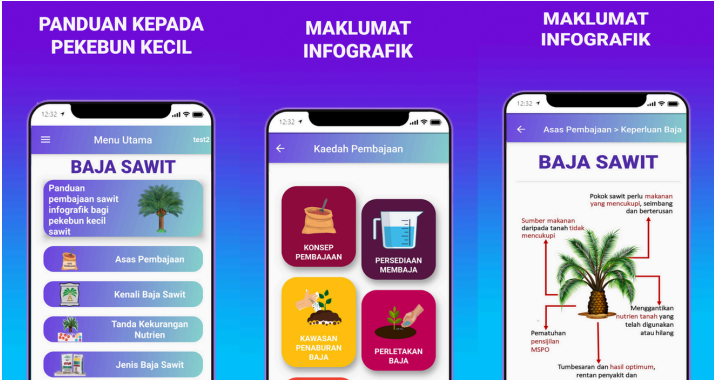 PANDUAN KEPADA
PEKEBUN KECIL
12:32
Menu Utama
test2
BAJA SAWIT
Panduan
pembajaan sawit
infografik bagi
pekebun kecil
sawit
Asas Pembajaan
Kenali Baja Sawit
Tanda Kekurangan
Nutrien
Jenis Baja Sawit
MAKLUMAT
INFOGRAFIK
12:32
Kaedah Pembajaan
KONSEP
PEMBAJAAN
PERSEDIAAN
MEMBAJA
KAWASAN
PENABURAN
BAJA
PERLETAKAN
BAJA
MAKLUMAT
INFOGRAFIK
12:32
Asas Pembajaan > Keperluan Baja
BAJA SAWIT
Pokok sawit perlu makanan
yang mencukupi, seimbang
dan berterusan
Sumber makanan
daripada tanah tidak
mencukupi
Menggantikan
nutrien tanah yang
telah digunakan
atau hilang
Pematuhan
pensijilan
MSPO
Tumbesaran dan hasil optimum,
rentan penyakit dan